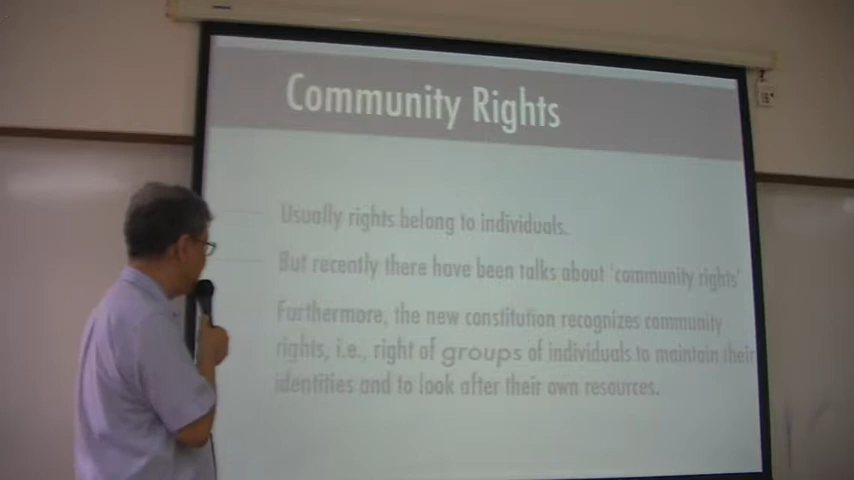 Community Rights
Usually rights belong to individuals.
But recently there have been talks about 'community rights'
Furthermore, the new constitution recognizes community
rights, i.e., right of groups of individuals to maintain their
identities and to look after their own resources.